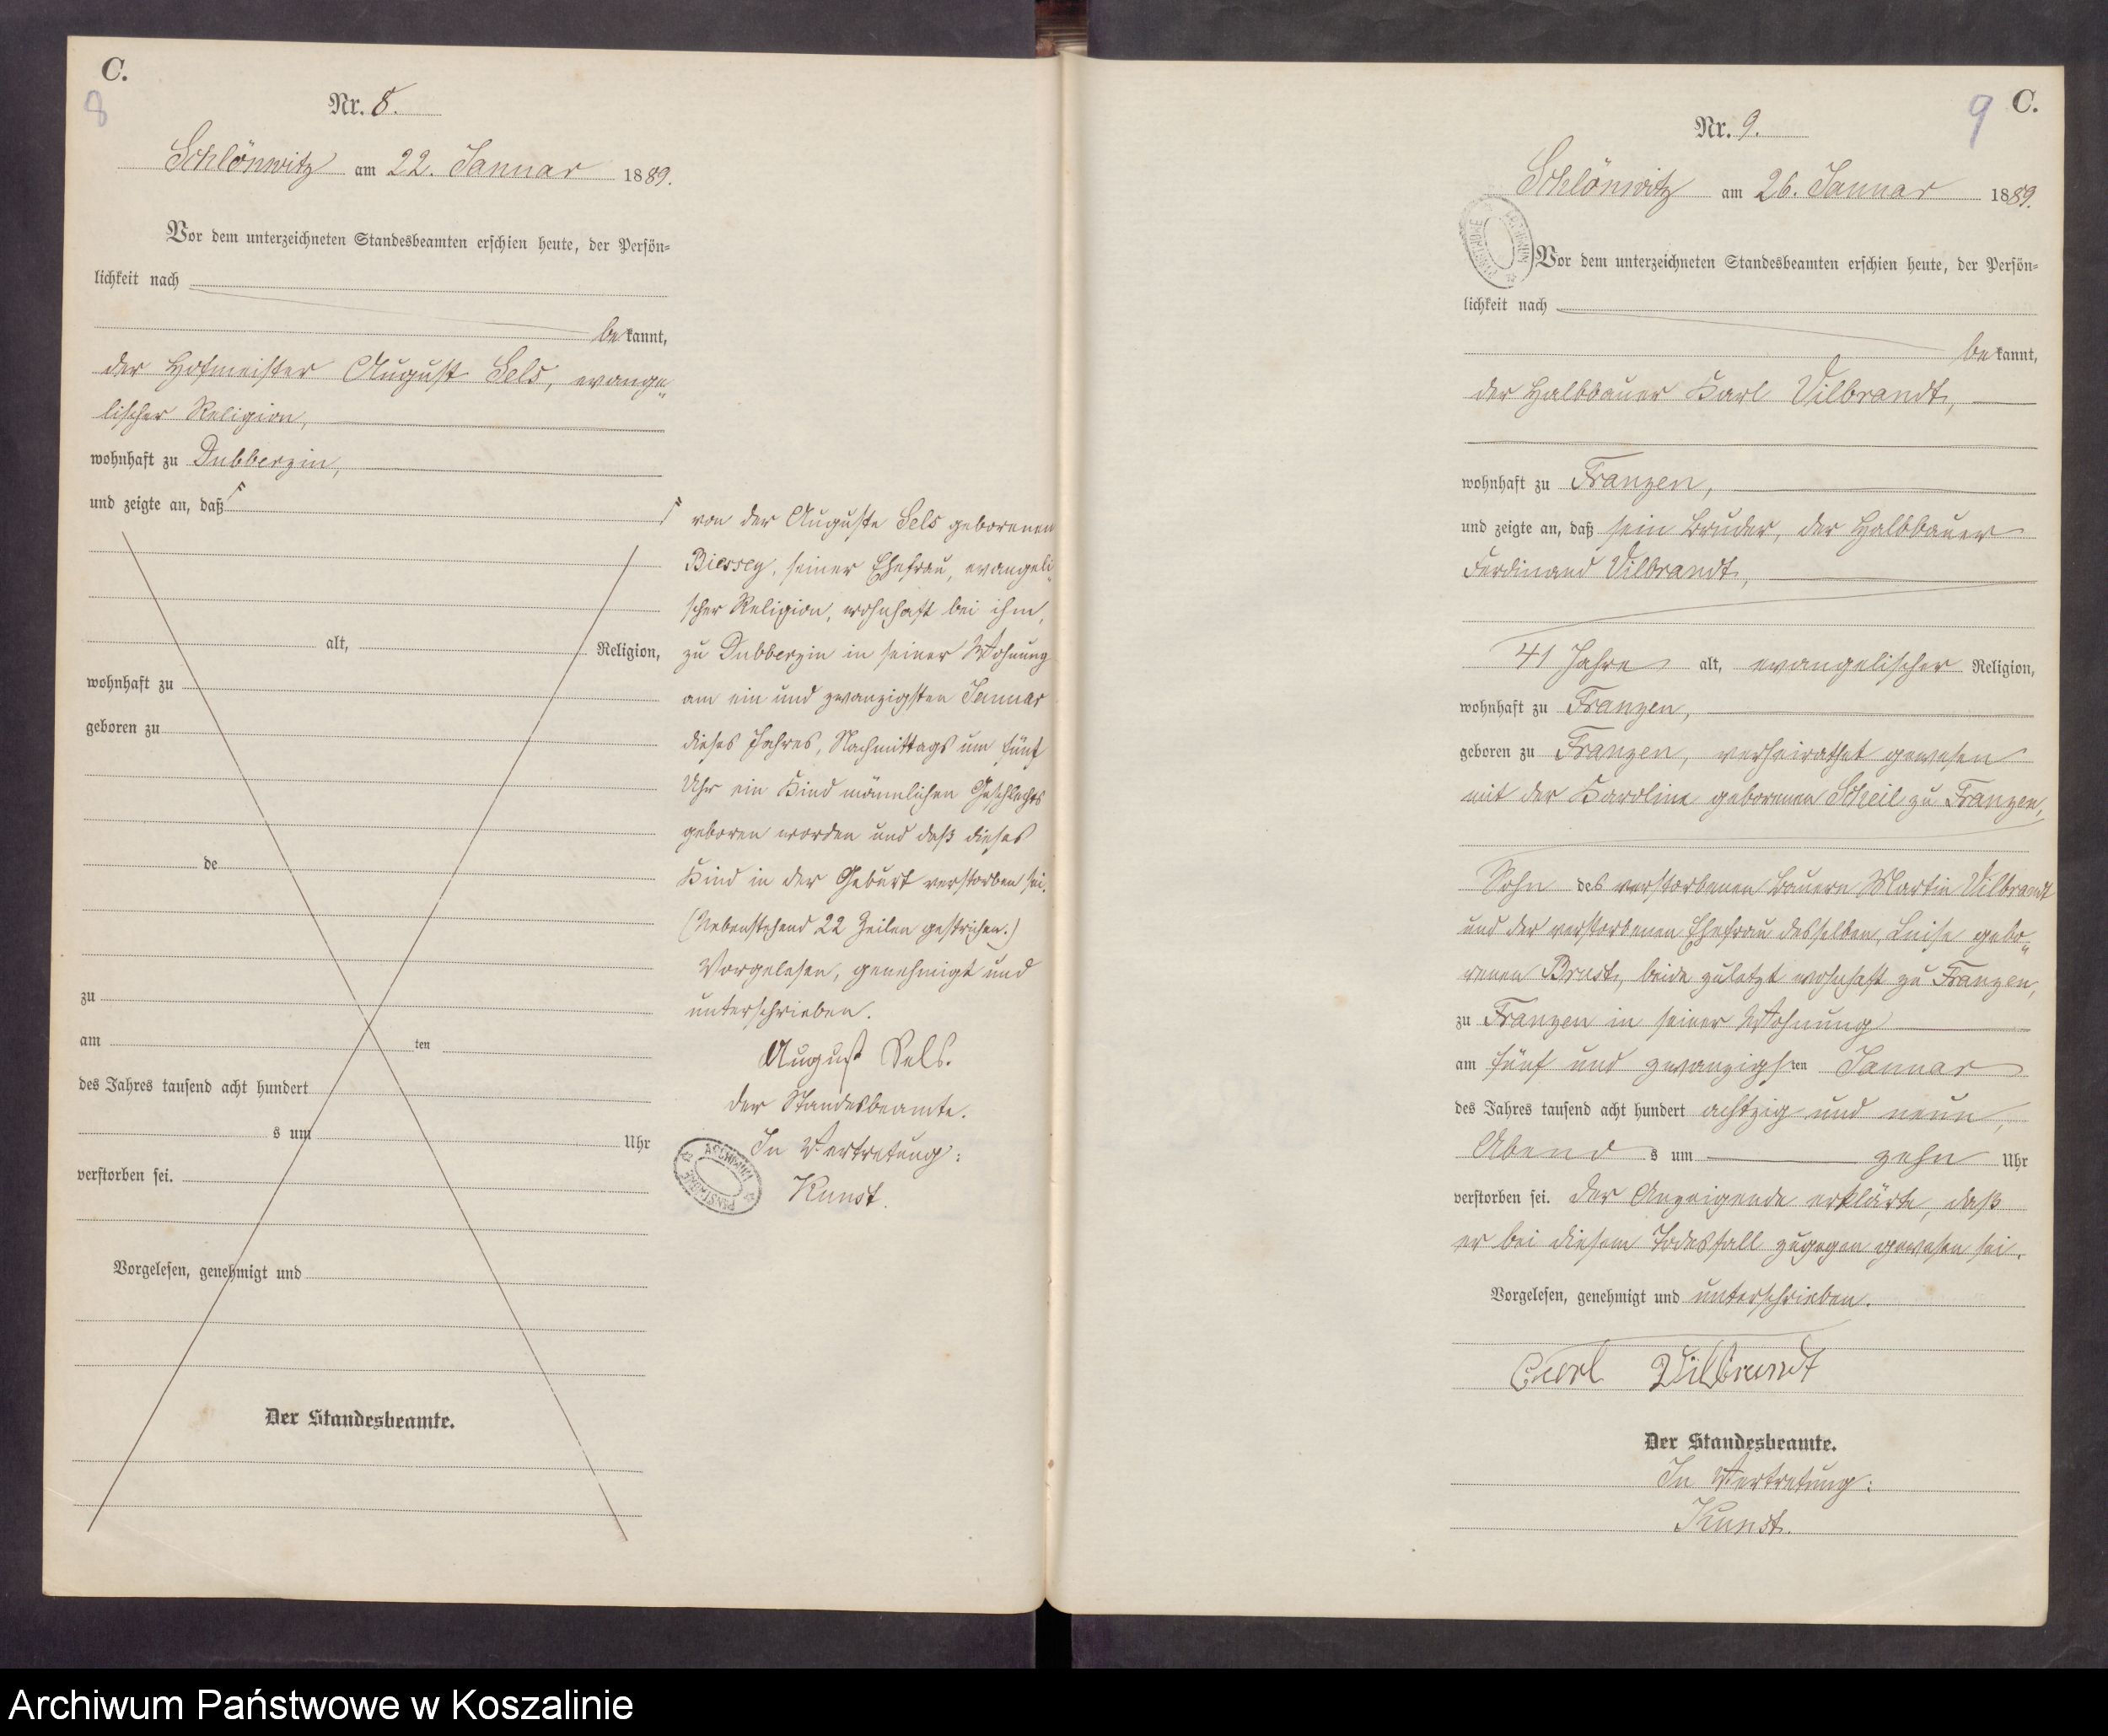 C.
8
Nr. 8.
Schlönwitz am 22. Januar 1889.
Vor dem unterzeichneten Standesbeamten erschien heute, der Persön=
lichkeit nach
bekannt,
der Hofmeister August Sels, evange„
lischer Religion,
wohnhaft zu Dubberzin,
und zeigte an, daß ┌
alt, Religion,
wohnhaft zu
geboren zu
de
zu
am ten
des Jahres tausend acht hundert
s um Uhr
verstorben sei.
Vorgelesen, genehmigt und
Der Standesbeamte.
┌ von der Auguste Sels geborenen
Biessey, seiner Ehefrau, evangeli„
scher Religion, wohnhaft bei ihm,
zu Dubberzin in seiner Wohnung
am ein und zwanzigsten Januar
dieses Jahres, Nachmittags um fünf
Uhr ein Kind männlichen Geschlechts
geboren worden und daß dieses
Kind in der Geburt verstorben sei.
(Nebenstehend 22 Zeilen gestrichen.)
Vorgelesen, genehmigt und
unterschrieben.
August Sels.
Der Standesbeamte.
In Vertretung:
Kunst.
C.
9
Nr. 9.
Schlönwitz am 26. Januar 1889.
Vor dem unterzeichneten Standesbeamten erschien heute, der Persön=
lichkeit nach
bekannt,
der Halbbauer Karl Vilbrandt,
wohnhaft zu Franzen,
und zeigte an, daß sein Bruder, der Halbbauer
Ferdinand Vilbrandt,
41 Jahre alt, evangelischer Religion,
wohnhaft zu Franzen,
geboren zu Franzen, verheirathet gewesen
mit der Karoline geborenen Scheil zu Franzen,
Sohn des verstorbenen Bauern Martin Vilbrandt
und der verstorbenen Ehefrau desselben, Luise gebo„
renen Brust, beide zuletzt wohnhaft zu Franzen,
zu Franzen in seiner Wohnung
am fünf und zwanzigsten Januar
des Jahres tausend acht hundert achtzig und neun,
Abends um zehn Uhr
verstorben sei. Der Anzeigende erklärte, daß
er bei diesem Todesfall zugegen gewesen sei.
Vorgelesen, genehmigt und unterschrieben.
Carl Vilbrandt
Der Standesbeamte.
In Vertretung:
Kunst.
Archiwum Państwowe w Koszalinie